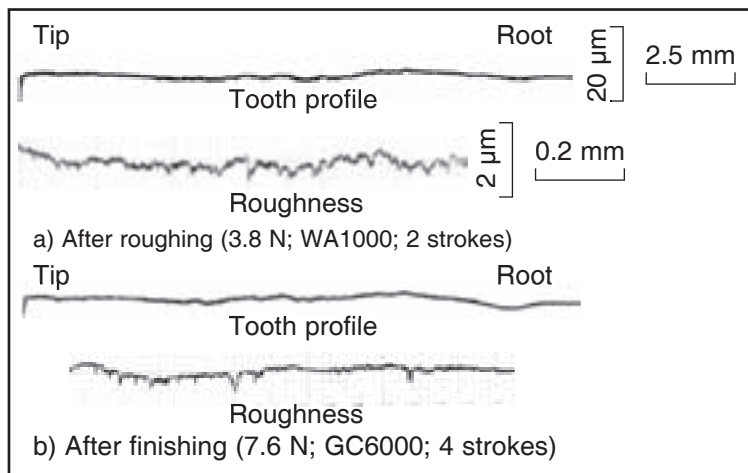 Tip Root
20 µm
2.5 mm
Tooth profile
2 µm
0.2 mm
Roughness
a) After roughing (3.8 N; WA1000; 2 strokes)
Tip Root
Tooth profile
Roughness
b) After finishing (7.6 N; GC6000; 4 strokes)